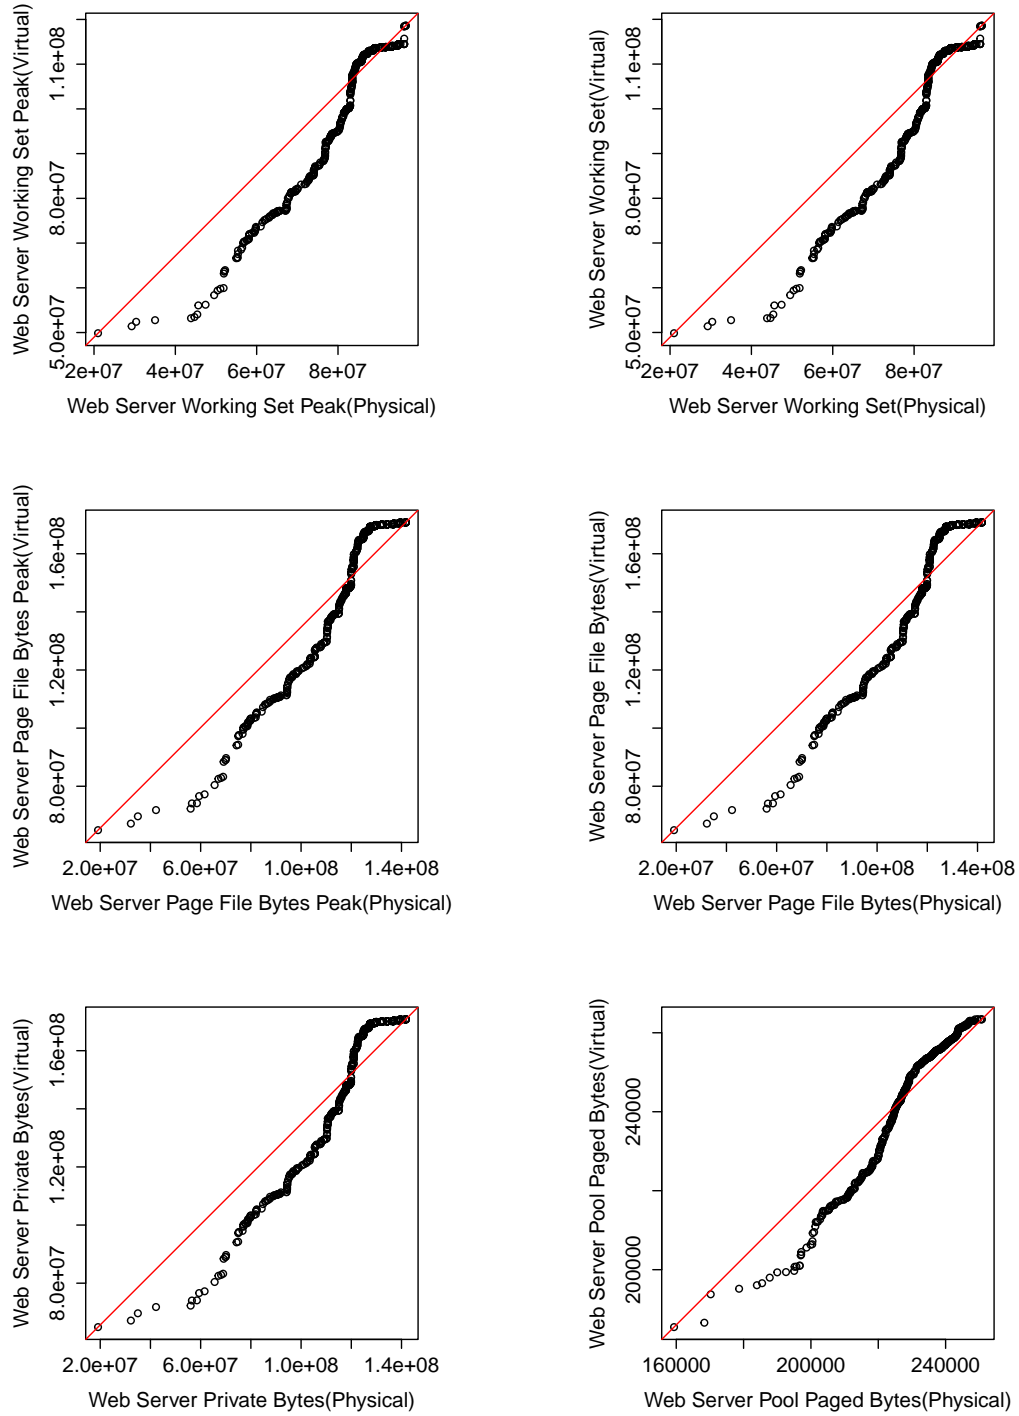 Web Server Working Set Peak(Virtual)
5.0e+07 8.0e+07 1.1e+08
2e+07 4e+07 6e+07 8e+07
Web Server Working Set Peak(Physical)
Web Server Working Set(Virtual)
5.0e+07 8.0e+07 1.1e+08
2e+07 4e+07 6e+07 8e+07
Web Server Working Set(Physical)
Web Server Page File Bytes Peak(Virtual)
8.0e+07 1.2e+08 1.6e+08
2.0e+07 6.0e+07 1.0e+08 1.4e+08
Web Server Page File Bytes Peak(Physical)
Web Server Page File Bytes(Virtual)
8.0e+07 1.2e+08 1.6e+08
2.0e+07 6.0e+07 1.0e+08 1.4e+08
Web Server Page File Bytes(Physical)
Web Server Private Bytes(Virtual)
8.0e+07 1.2e+08 1.6e+08
2.0e+07 6.0e+07 1.0e+08 1.4e+08
Web Server Private Bytes(Physical)
Web Server Pool Paged Bytes(Virtual)
200000 240000
160000 200000 240000
Web Server Pool Paged Bytes(Physical)